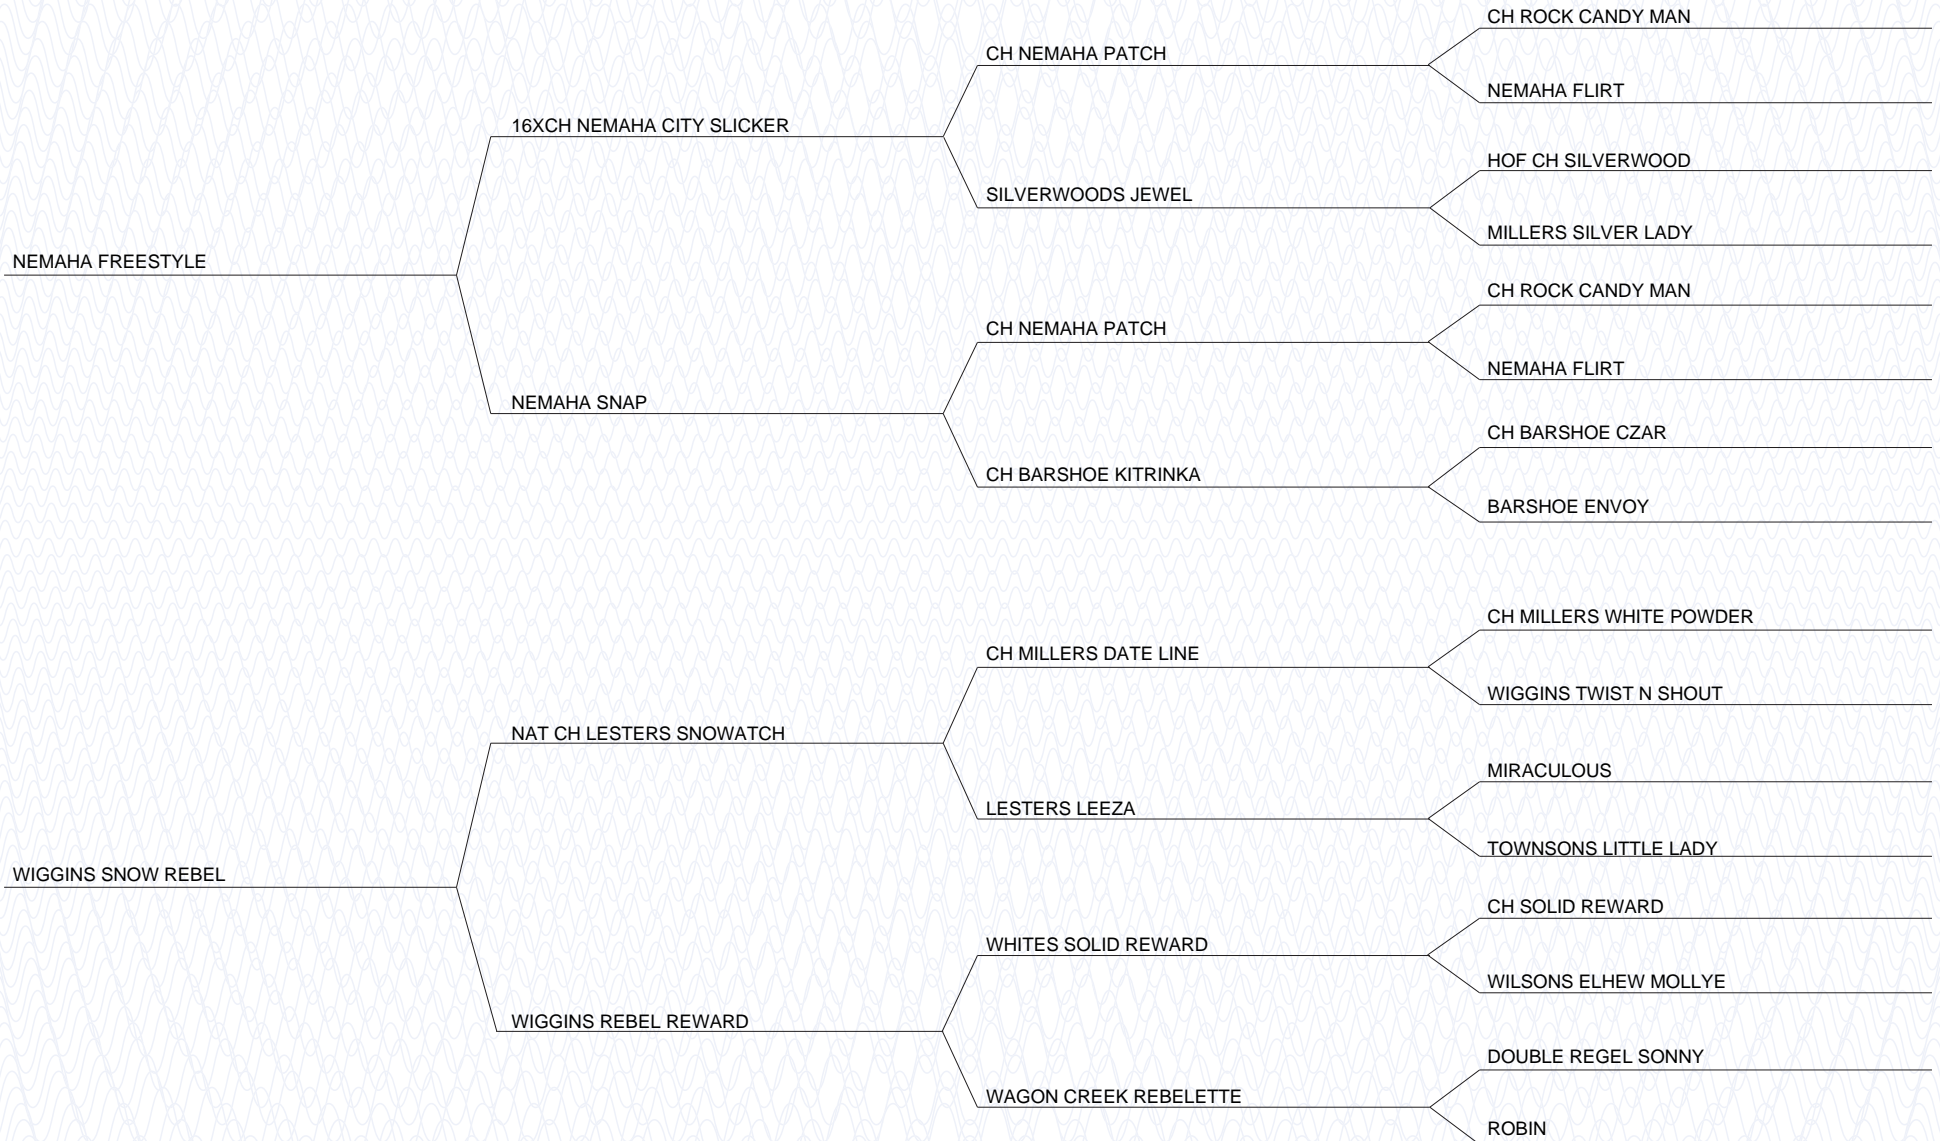 CH ROCK CANDY MAN
CH NEMAHA PATCH
NEMAHA FLIRT
16XCH NEMAHA CITY SLICKER
HOF CH SILVERWOOD
SILVERWOODS JEWEL
MILLERS SILVER LADY
NEMAHA FREESTYLE
CH ROCK CANDY MAN
CH NEMAHA PATCH
NEMAHA FLIRT
NEMAHA SNAP
CH BARSHOE CZAR
CH BARSHOE KITRINKA
BARSHOE ENVOY
CH MILLERS WHITE POWDER
CH MILLERS DATE LINE
WIGGINS TWIST N SHOUT
NAT CH LESTERS SNOWATCH
MIRACULOUS
LESTERS LEEZA
TOWNSONS LITTLE LADY
WIGGINS SNOW REBEL
CH SOLID REWARD
WHITES SOLID REWARD
WILSONS ELHEW MOLLYE
WIGGINS REBEL REWARD
DOUBLE REGEL SONNY
WAGON CREEK REBELETTE
ROBIN